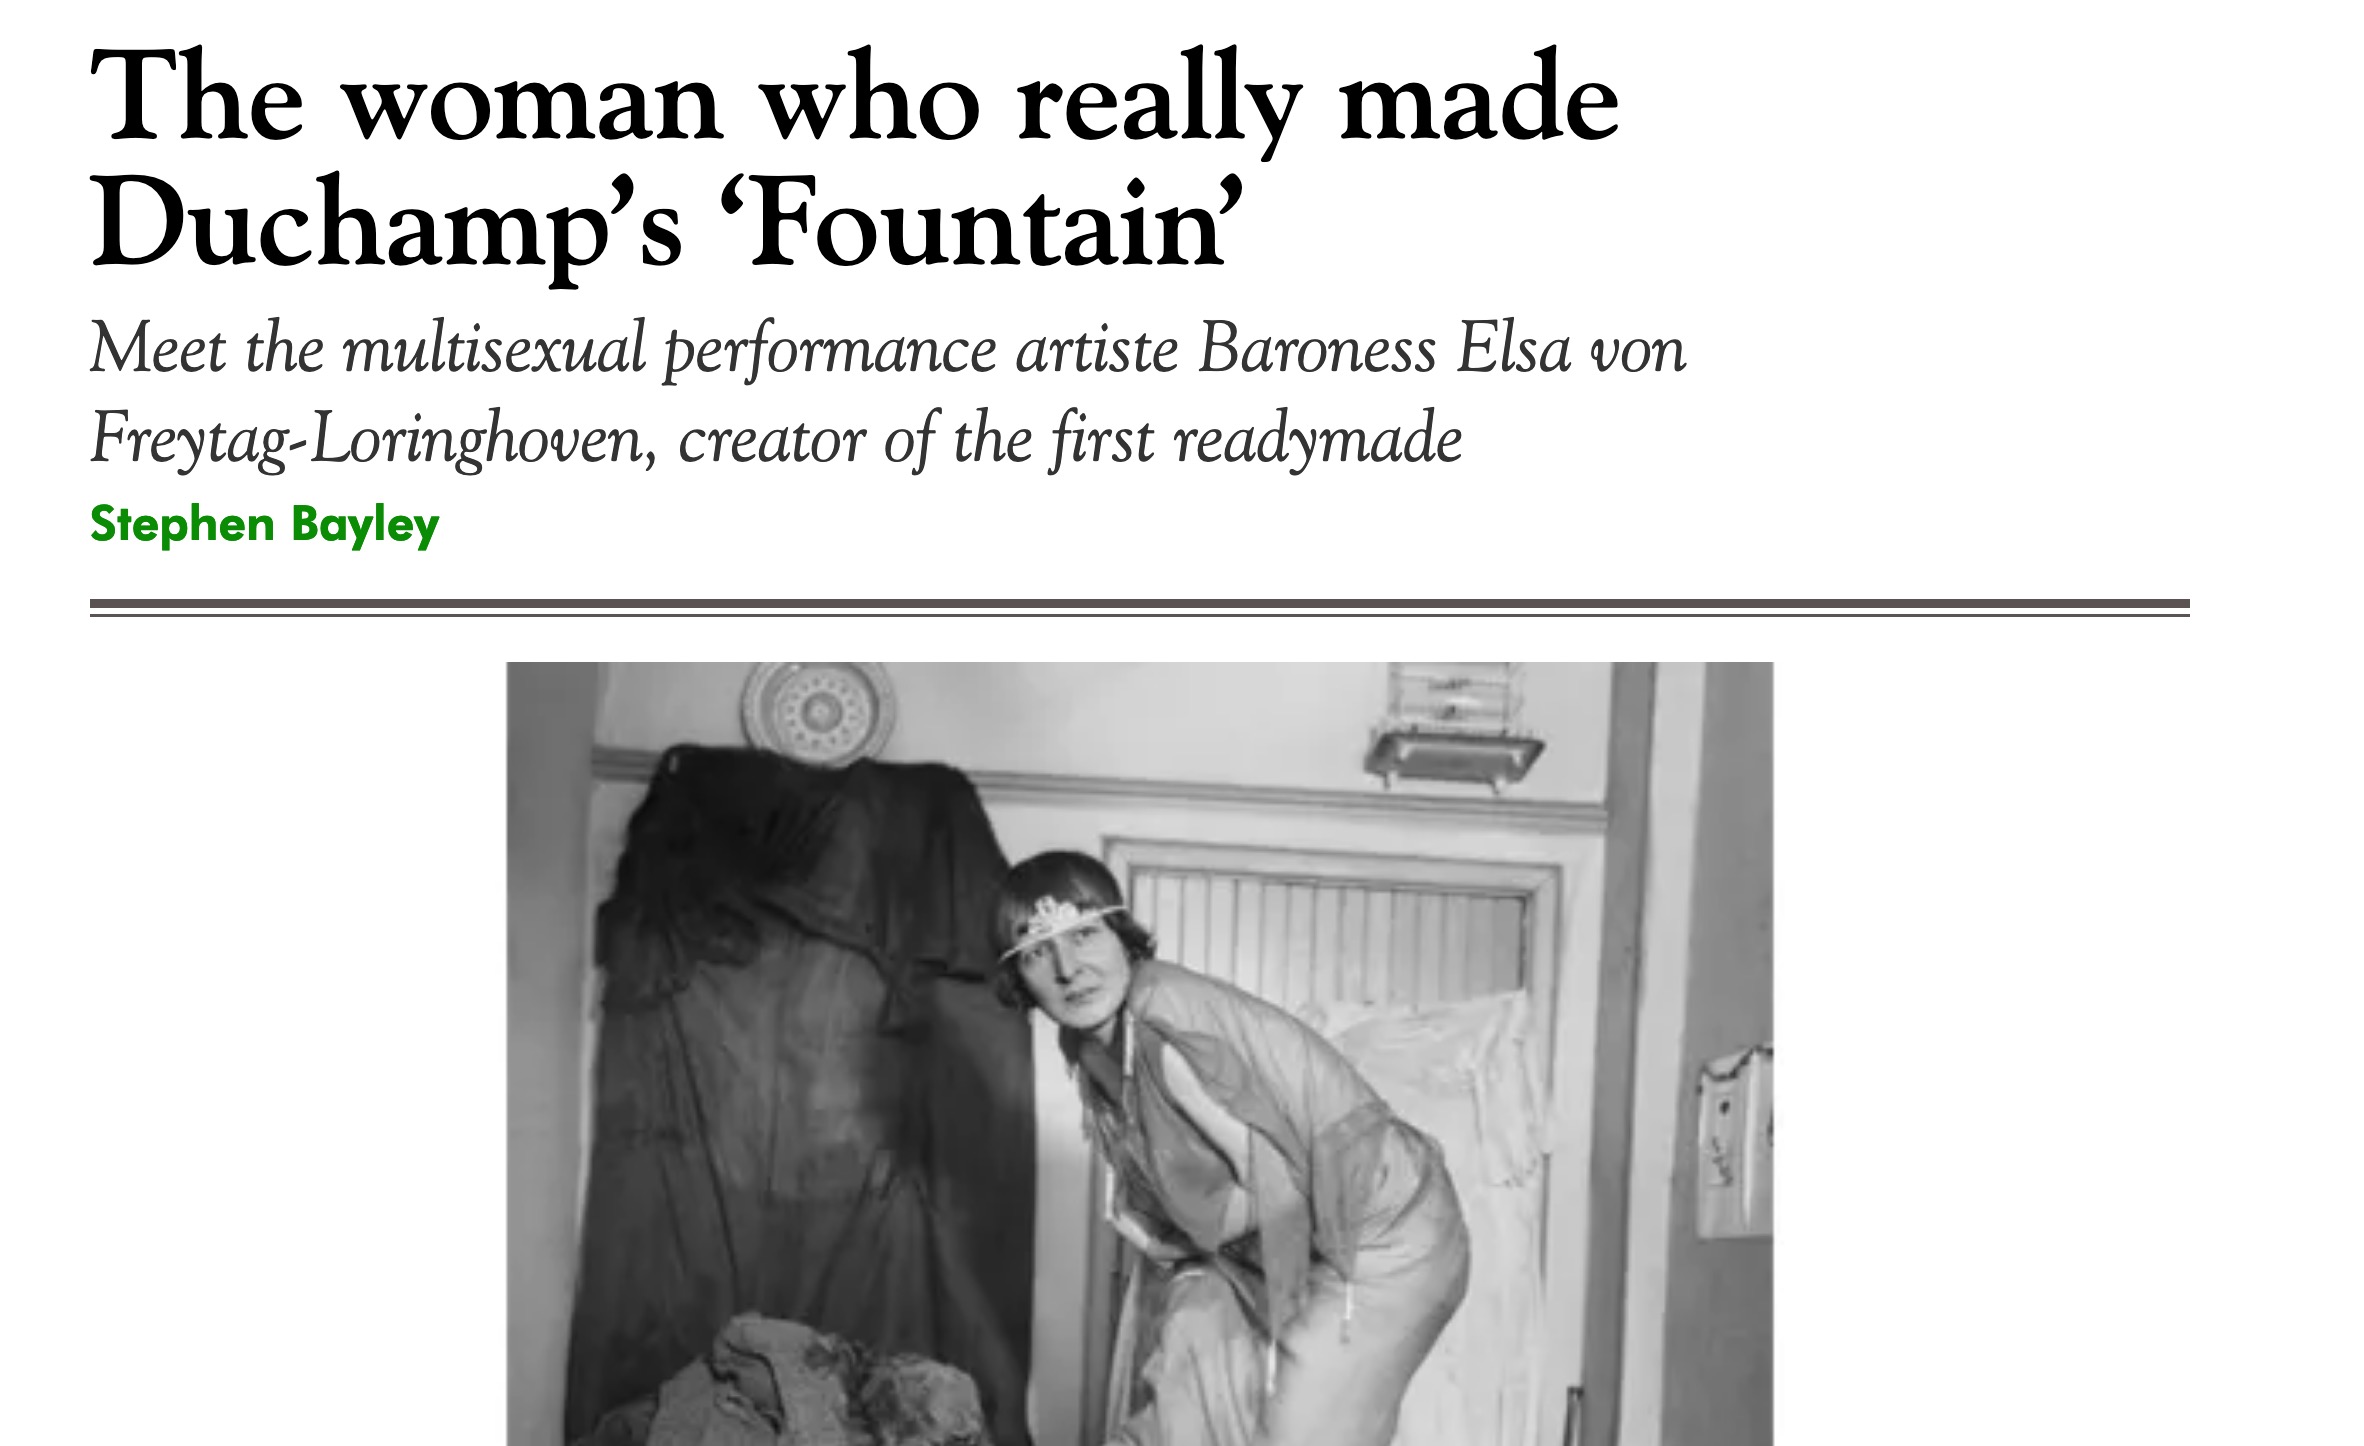 The woman who really made
Duchamp’s ‘Fountain’
Meet the multisexual performance artiste Baroness Elsa von
Freytag-Loringhoven, creator of the first readymade
Stephen Bayley